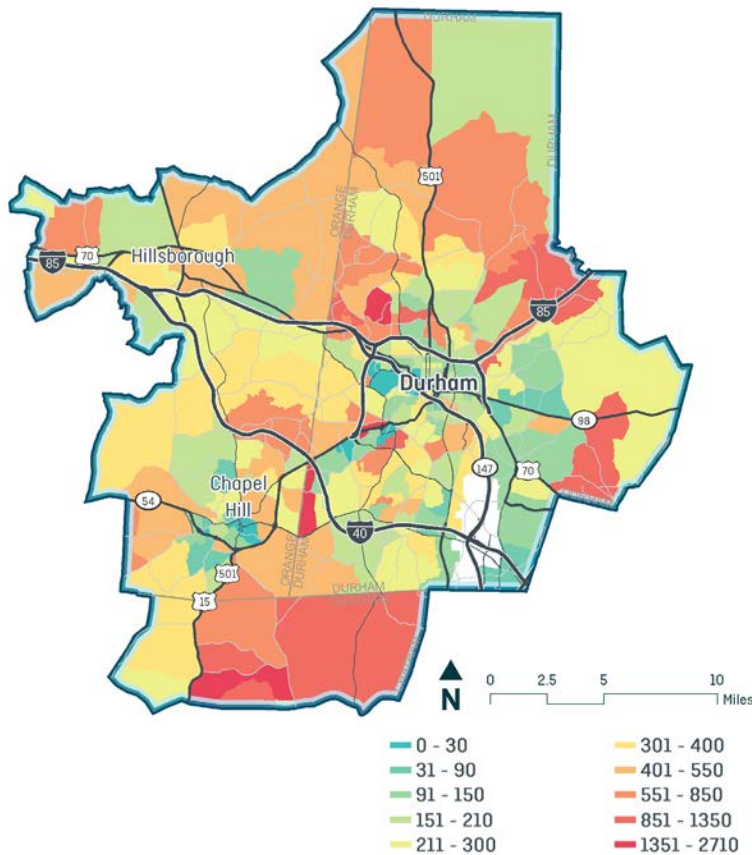 DURHAM
DURHAM
501
ORANGE
DURHAM
70
Hillsborough
85
85
Durham
98
147
70
Chapel
Hill
54
40
501
ORANGE
DURHAM
DURHAM
15
N
0 2.5 5 10
Miles
0 - 30
31 - 90
91 - 150
151 - 210
211 - 300
301 - 400
401 - 550
551 - 850
851 - 1350
1351 - 2710